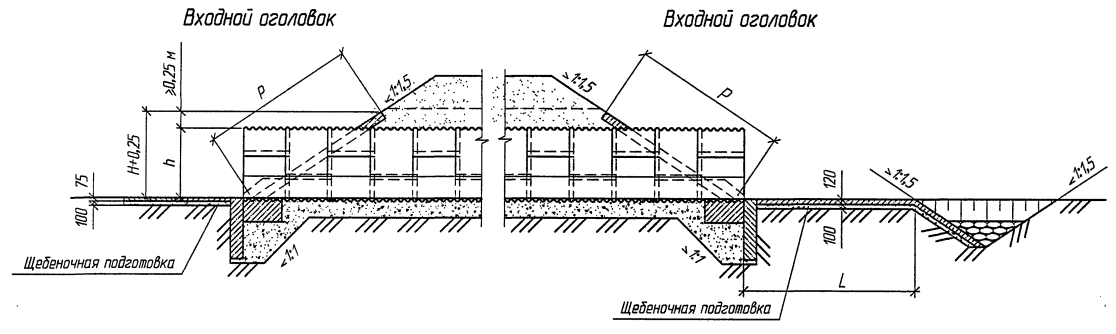 Входной оголовок
Входной оголовок
≥0,25 м
P
<1:1,5
>1:1,5
P
H+0,25
h
75
100
120
100
>1:1,5
<1:1,5
Щебеночная подготовка
<1:1
>1:1
L
Щебеночная подготовка